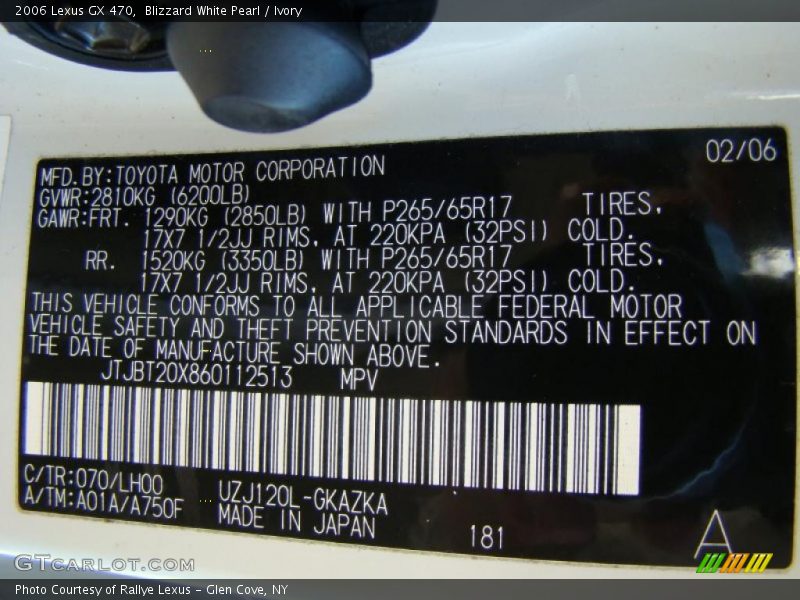 2006 Lexus GX 470, Blizzard White Pearl / Ivory
02/06
MFD.BY:TOYOTA MOTOR CORPORATION
GVWR:2810KG (6200LB)
GAWR:FRT. 1290KG (2850LB) WITH P265/65R17 TIRES,
17X7 1/2JJ RIMS, AT 220KPA (32PSI) COLD.
RR. 1520KG (3350LB) WITH P265/65R17 TIRES,
17X7 1/2JJ RIMS, AT 220KPA (32PSI) COLD.
THIS VEHICLE CONFORMS TO ALL APPLICABLE FEDERAL MOTOR
VEHICLE SAFETY AND THEFT PREVENTION STANDARDS IN EFFECT ON
THE DATE OF MANUFACTURE SHOWN ABOVE.
JTJBT20X860112513 MPV
C/TR:070/LH00 UZJ120L-GKAZKA
A/TM:A01A/A750F MADE IN JAPAN
181
A
GTcarlot.com
Photo Courtesy of Rallye Lexus - Glen Cove, NY